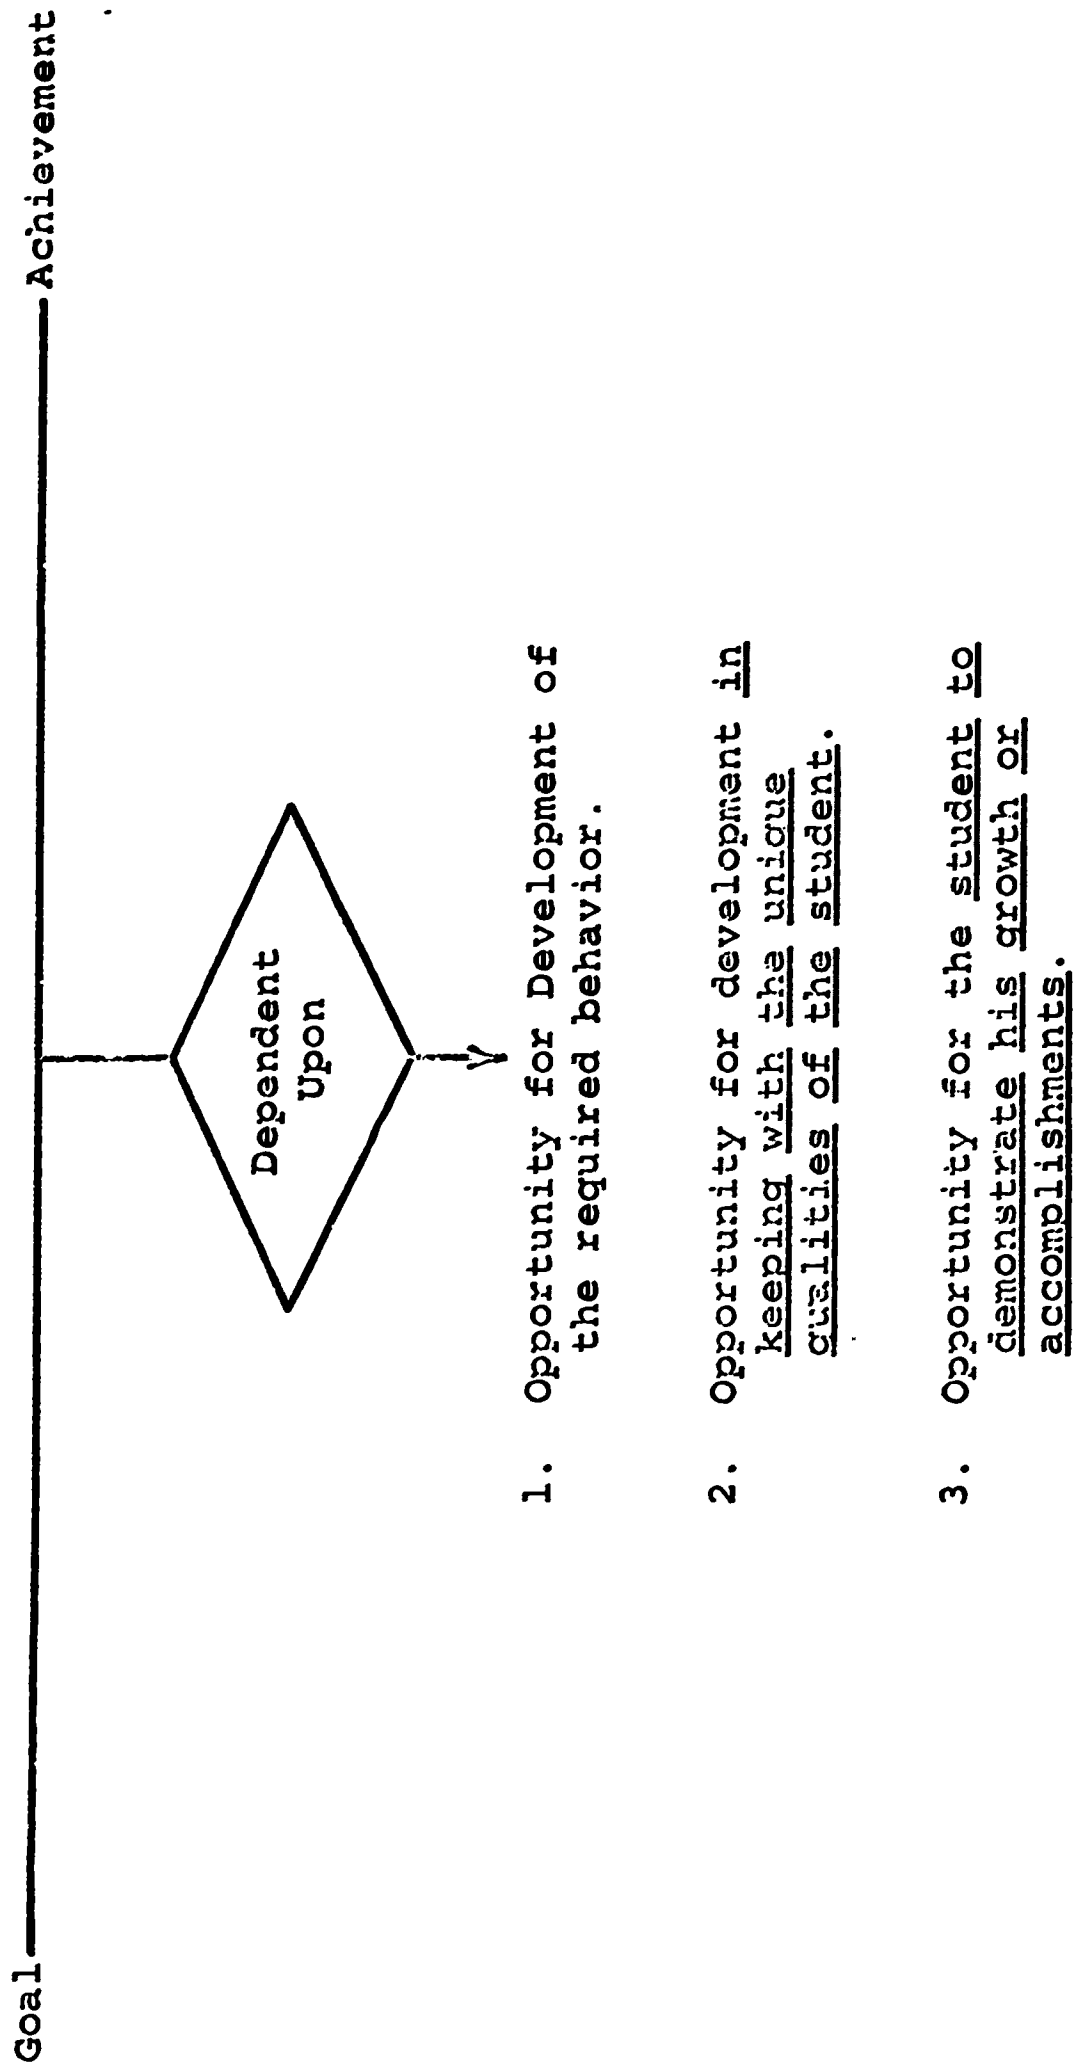 Goal Achievement
Dependent
Upon
1. Opportunity for Development of
the required behavior.
2. Opportunity for development in
keeping with the unique
qualities of the student.
3. Opportunity for the student to
demonstrate his growth or
accomplishments.